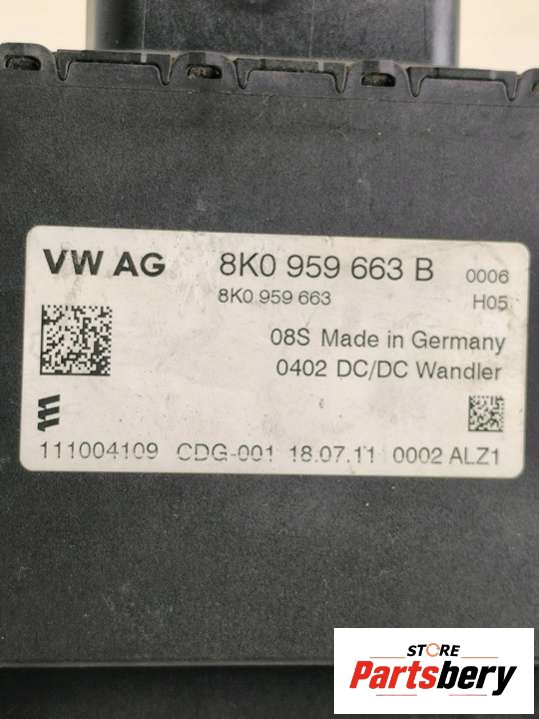 VW AG 8K0 959 663 B 0006
8K0 959 663 H05
08S Made in Germany
0402 DC/DC Wandler
111004109 CDG-001 18.07.11 0002 ALZ1
STORE
Partsbery